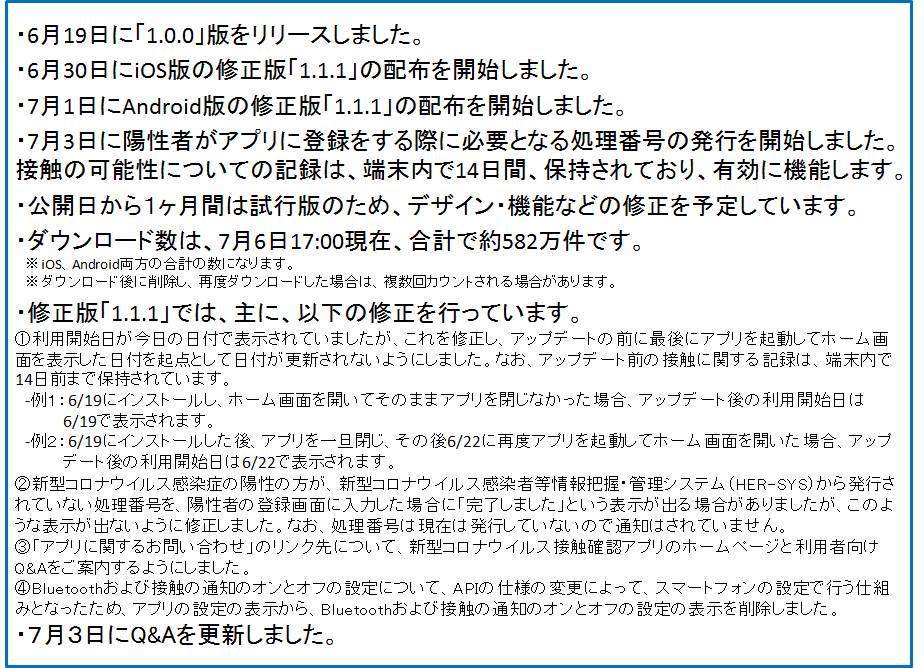 ・6月19日に「1.0.0」版をリリースしました。
・6月30日にiOS版の修正版「1.1.1」の配布を開始しました。
・7月1日にAndroid版の修正版「1.1.1」の配布を開始しました。
・7月3日に陽性者がアプリに登録をする際に必要となる処理番号の発行を開始しました。
接触の可能性についての記録は、端末内で14日間、保持されており、有効に機能します。
・公開日から1ヶ月間は試行版のため、デザイン・機能などの修正を予定しています。
・ダウンロード数は、7月6日17:00現在、合計で約582万件です。
※iOS、Android両方の合計の数になります。
※ダウンロード後に削除し、再度ダウンロードした場合は、複数回カウントされる場合があります。
・修正版「1.1.1」では、主に、以下の修正を行っています。
①利用開始日が今日の日付で表示されていましたが、これを修正し、アップデートの前に最後にアプリを起動してホーム画
面を表示した日付を起点として日付が更新されないようにしました。なお、アップデート前の接触に関する記録は、端末内で
14日前まで保持されています。
-例1：6/19にインストールし、ホーム画面を開いてそのままアプリを閉じなかった場合、アップデート後の利用開始日は
6/19で表示されます。
-例2：6/19にインストールした後、アプリを一旦閉じ、その後6/22に再度アプリを起動してホーム画面を開いた場合、アップ
デート後の利用開始日は6/22で表示されます。
②新型コロナウイルス感染症の陽性の方が、新型コロナウイルス感染者等情報把握・管理システム（HER-SYS）から発行さ
れていない処理番号を、陽性者の登録画面に入力した場合に「完了しました」という表示が出る場合がありましたが、このよ
うな表示が出ないように修正しました。なお、処理番号は現在は発行していないので通知はされていません。
③「アプリに関するお問い合わせ」のリンク先について、新型コロナウイルス接触確認アプリのホームページと利用者向け
Q&Aをご案内するようにしました。
④Bluetoothおよび接触の通知のオンとオフの設定について、APIの仕様の変更によって、スマートフォンの設定で行う仕組
みとなったため、アプリの設定の表示から、Bluetoothおよび接触の通知のオンとオフの設定の表示を削除しました。
・７月３日にQ&Aを更新しました。